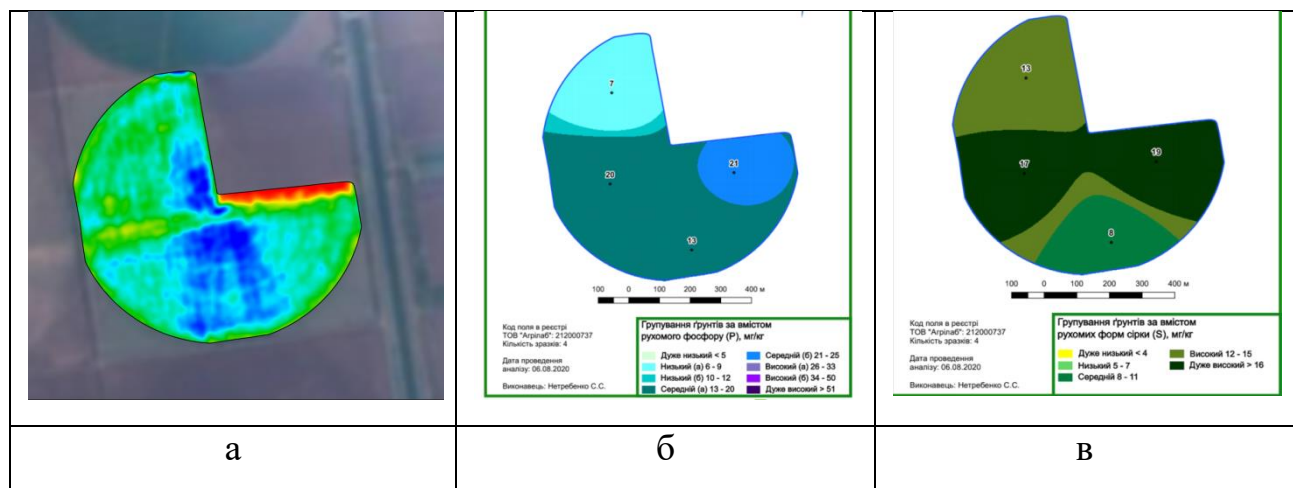 7
20
21
13
100 0 100 200 300 400 м
Код поля в реєстрі
ТОВ "Агрілаб": 212000737
Кількість зразків: 4
Дата проведення
аналізу: 06.08.2020
Виконавець: Нетребенко С.С.
Групування ґрунтів за вмістом
рухомого фосфору (P), мг/кг
Дуже низький < 5
Низький (а) 6 - 9
Низький (б) 10 - 12
Середній (а) 13 - 20
Середній (б) 21 - 25
Високий (а) 26 - 33
Високий (б) 34 - 50
Дуже високий > 51
13
17
19
8
100 0 100 200 300 400 м
Код поля в реєстрі
ТОВ "Агрілаб": 212000737
Кількість зразків: 4
Дата проведення
аналізу: 06.08.2020
Виконавець: Нетребенко С.С.
Групування ґрунтів за вмістом
рухомих форм сірки (S), мг/кг
Дуже низький < 4
Низький 5 - 7
Середній 8 - 11
Високий 12 - 15
Дуже високий > 16
а
б
в